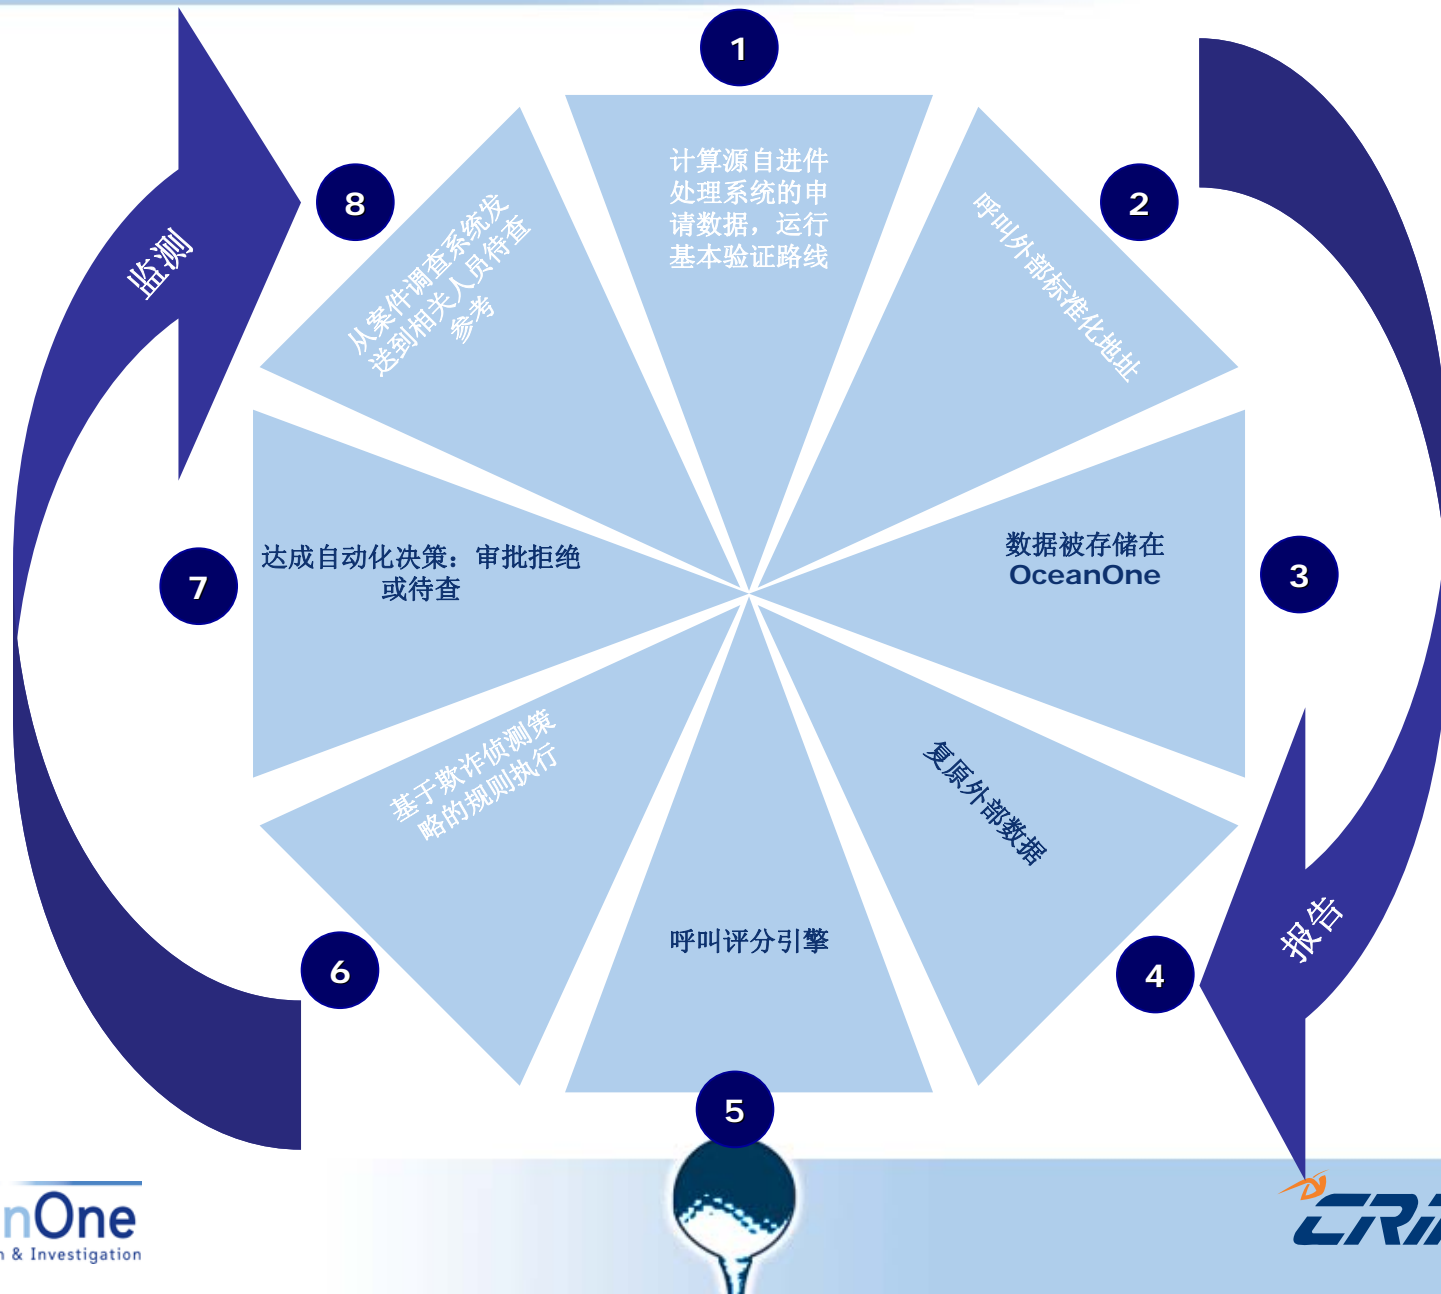 1
计算源自进件
处理系统的申
请数据，运行
基本验证路线
2
呼叫外部标准化地址
3
数据被存储在
OceanOne
4
复原外部数据
5
呼叫评分引擎
6
基于欺诈侦测策
略的规则执行
7
达成自动化决策：审批拒绝
或待查
8
从案件调查系统发
送到相关人员待查
参考
监测
报告
nOne
n & Investigation
CRIF